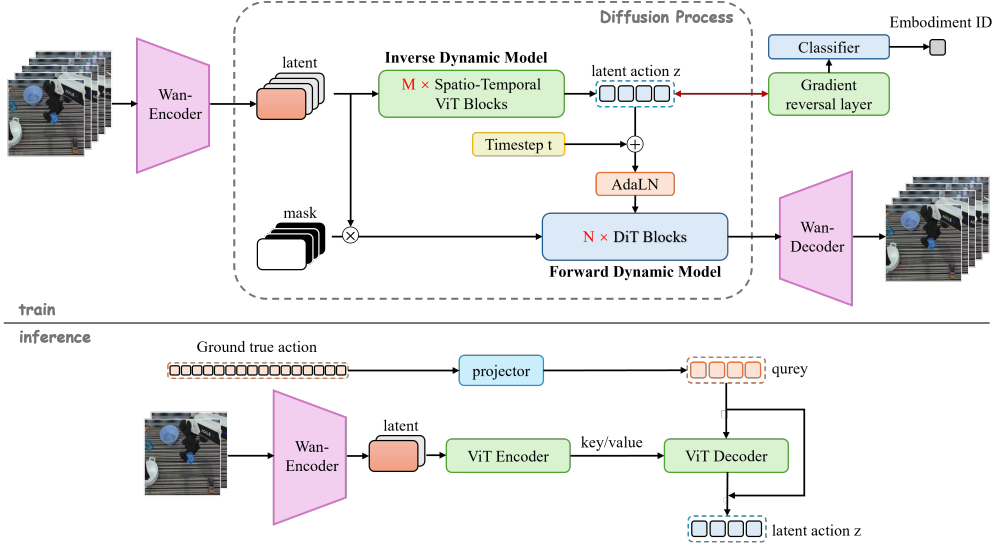 Diffusion Process
Embodiment ID
Inverse Dynamic Model
Classifier
latent
M × Spatio-Temporal
ViT Blocks
latent action z
Wan-
Encoder
Gradient
reversal layer
Timestep t
AdaLN
mask
N × DiT Blocks
Wan-
Decoder
Forward Dynamic Model
train
inference
Ground true action
projector
qurey
latent
Wan-
Encoder
ViT Encoder
key/value
ViT Decoder
latent action z